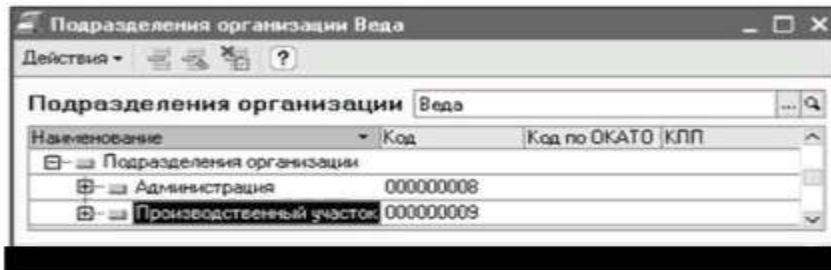 Подразделения организации Веда
Действия ?
Подразделения организации Веда ...
Наименование Код Код по ОКАТО КПП
Подразделения организации
Администрация 000000008
Производственный участок 000000009